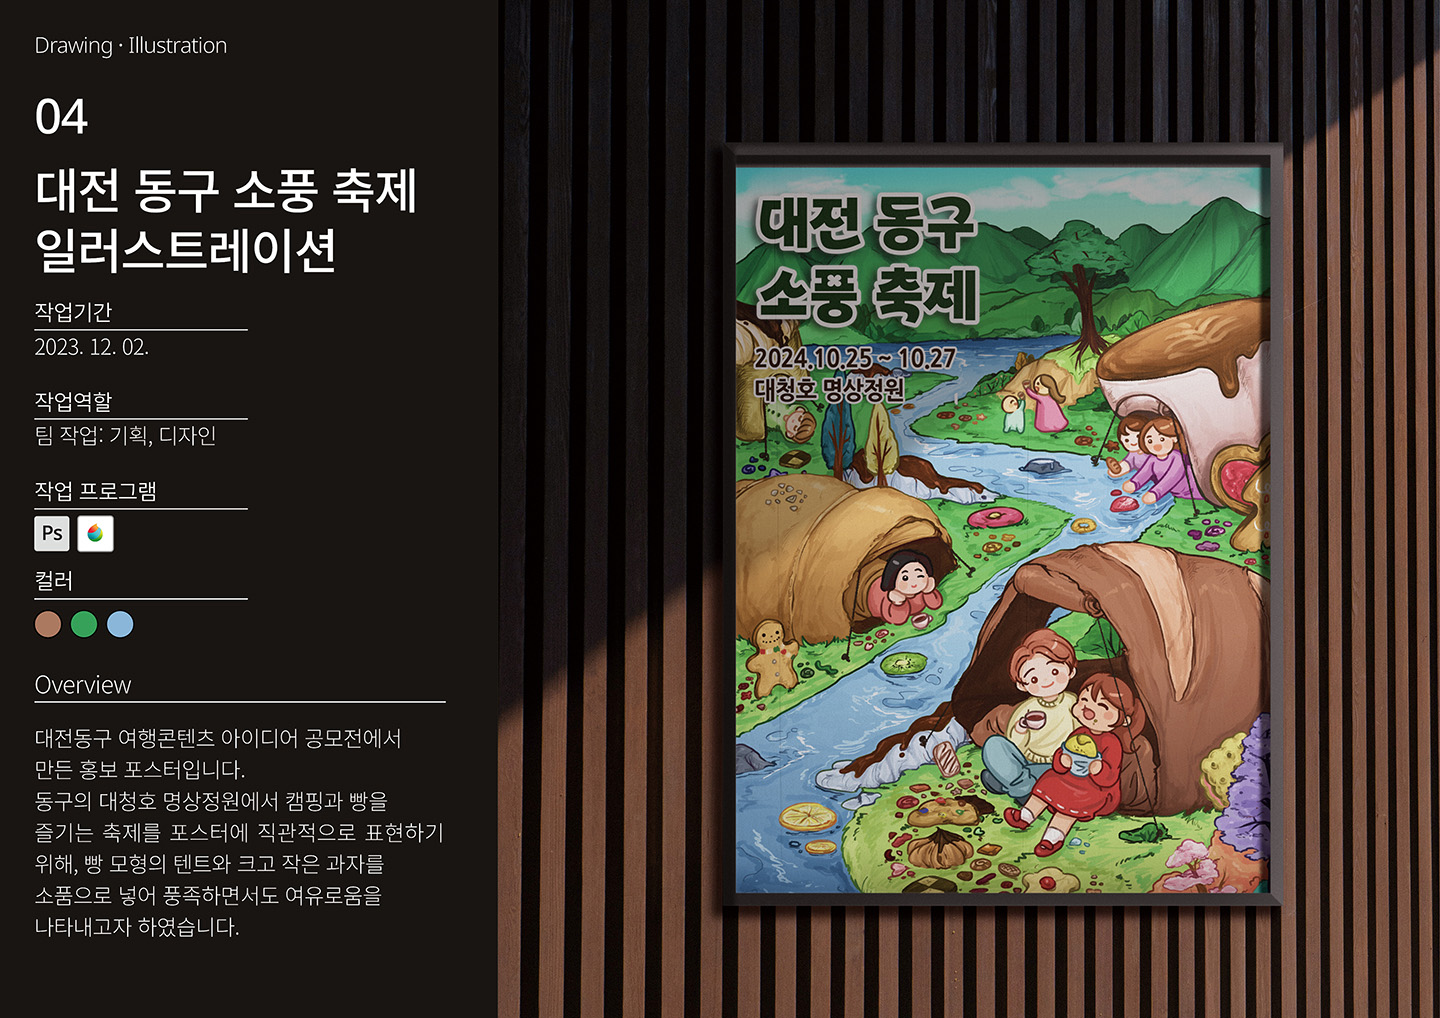 Drawing · Illustration
04
대전 동구 소풍 축제
일러스트레이션
작업기간
2023. 12. 02.
작업역할
팀 작업: 기획, 디자인
작업 프로그램
Ps
컬러
Overview
대전동구 여행콘텐츠 아이디어 공모전에서
만든 홍보 포스터입니다.
동구의 대청호 명상정원에서 캠핑과 빵을
즐기는 축제를 포스터에 직관적으로 표현하기
위해, 빵 모형의 텐트와 크고 작은 과자를
소품으로 넣어 풍족하면서도 여유로움을
나타내고자 하였습니다.
대전 동구
소풍 축제
2024.10.25 ~ 10.27
대청호 명상정원